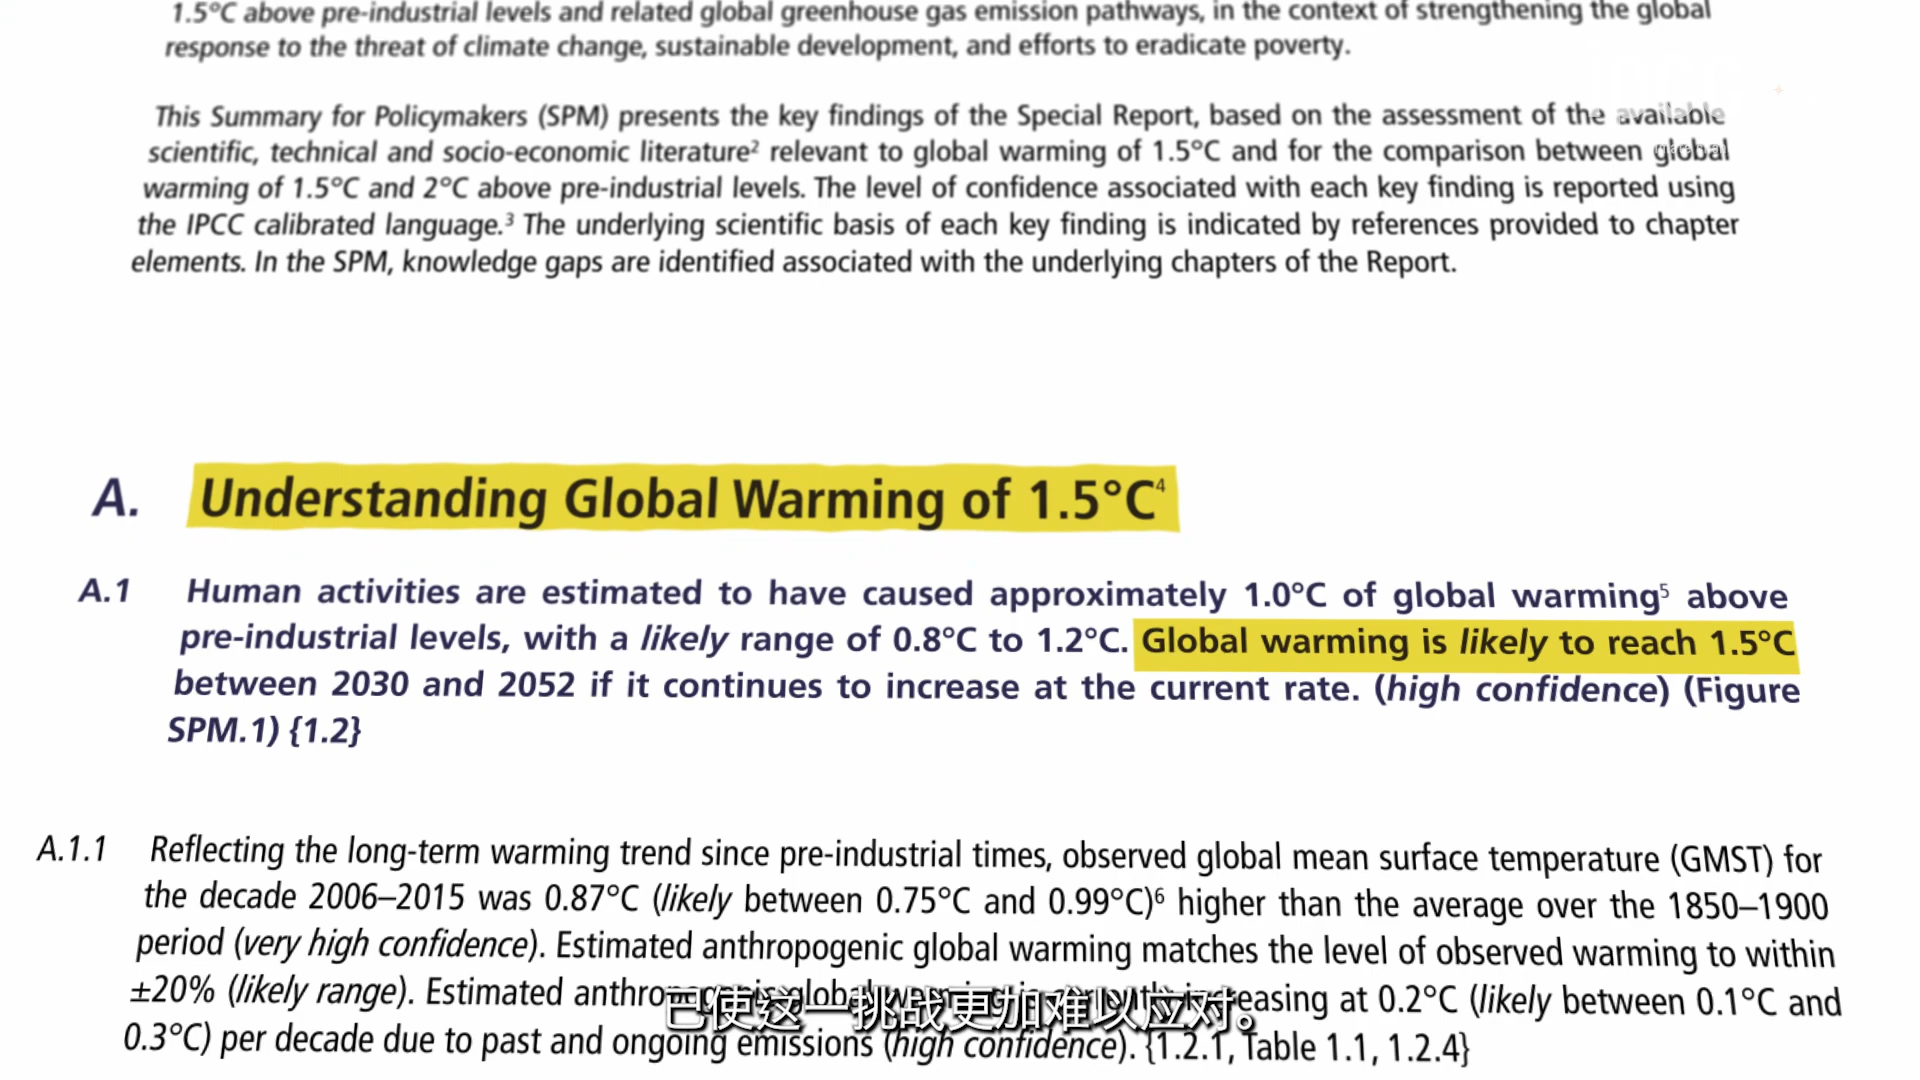 1.5°C above pre-industrial levels and related global greenhouse gas emission pathways, in the context of strengthening the global
response to the threat of climate change, sustainable development, and efforts to eradicate poverty.
This Summary for Policymakers (SPM) presents the key findings of the Special Report, based on the assessment of the available
scientific, technical and socio-economic literature² relevant to global warming of 1.5°C and for the comparison between global
warming of 1.5°C and 2°C above pre-industrial levels. The level of confidence associated with each key finding is reported using
the IPCC calibrated language.³ The underlying scientific basis of each key finding is indicated by references provided to chapter
elements. In the SPM, knowledge gaps are identified associated with the underlying chapters of the Report.
A. Understanding Global Warming of 1.5°C⁴
A.1 Human activities are estimated to have caused approximately 1.0°C of global warming⁵ above
pre-industrial levels, with a likely range of 0.8°C to 1.2°C. Global warming is likely to reach 1.5°C
between 2030 and 2052 if it continues to increase at the current rate. (high confidence) (Figure
SPM.1) {1.2}
A.1.1 Reflecting the long-term warming trend since pre-industrial times, observed global mean surface temperature (GMST) for
the decade 2006–2015 was 0.87°C (likely between 0.75°C and 0.99°C)⁶ higher than the average over the 1850–1900
period (very high confidence). Estimated anthropogenic global warming matches the level of observed warming to within
±20% (likely range). Estimated anthropogenic global warming is currently increasing at 0.2°C (likely between 0.1°C and
0.3°C) per decade due to past and ongoing emissions (high confidence). {1.2.1, Table 1.1, 1.2.4}
已使这一挑战更加难以应对。